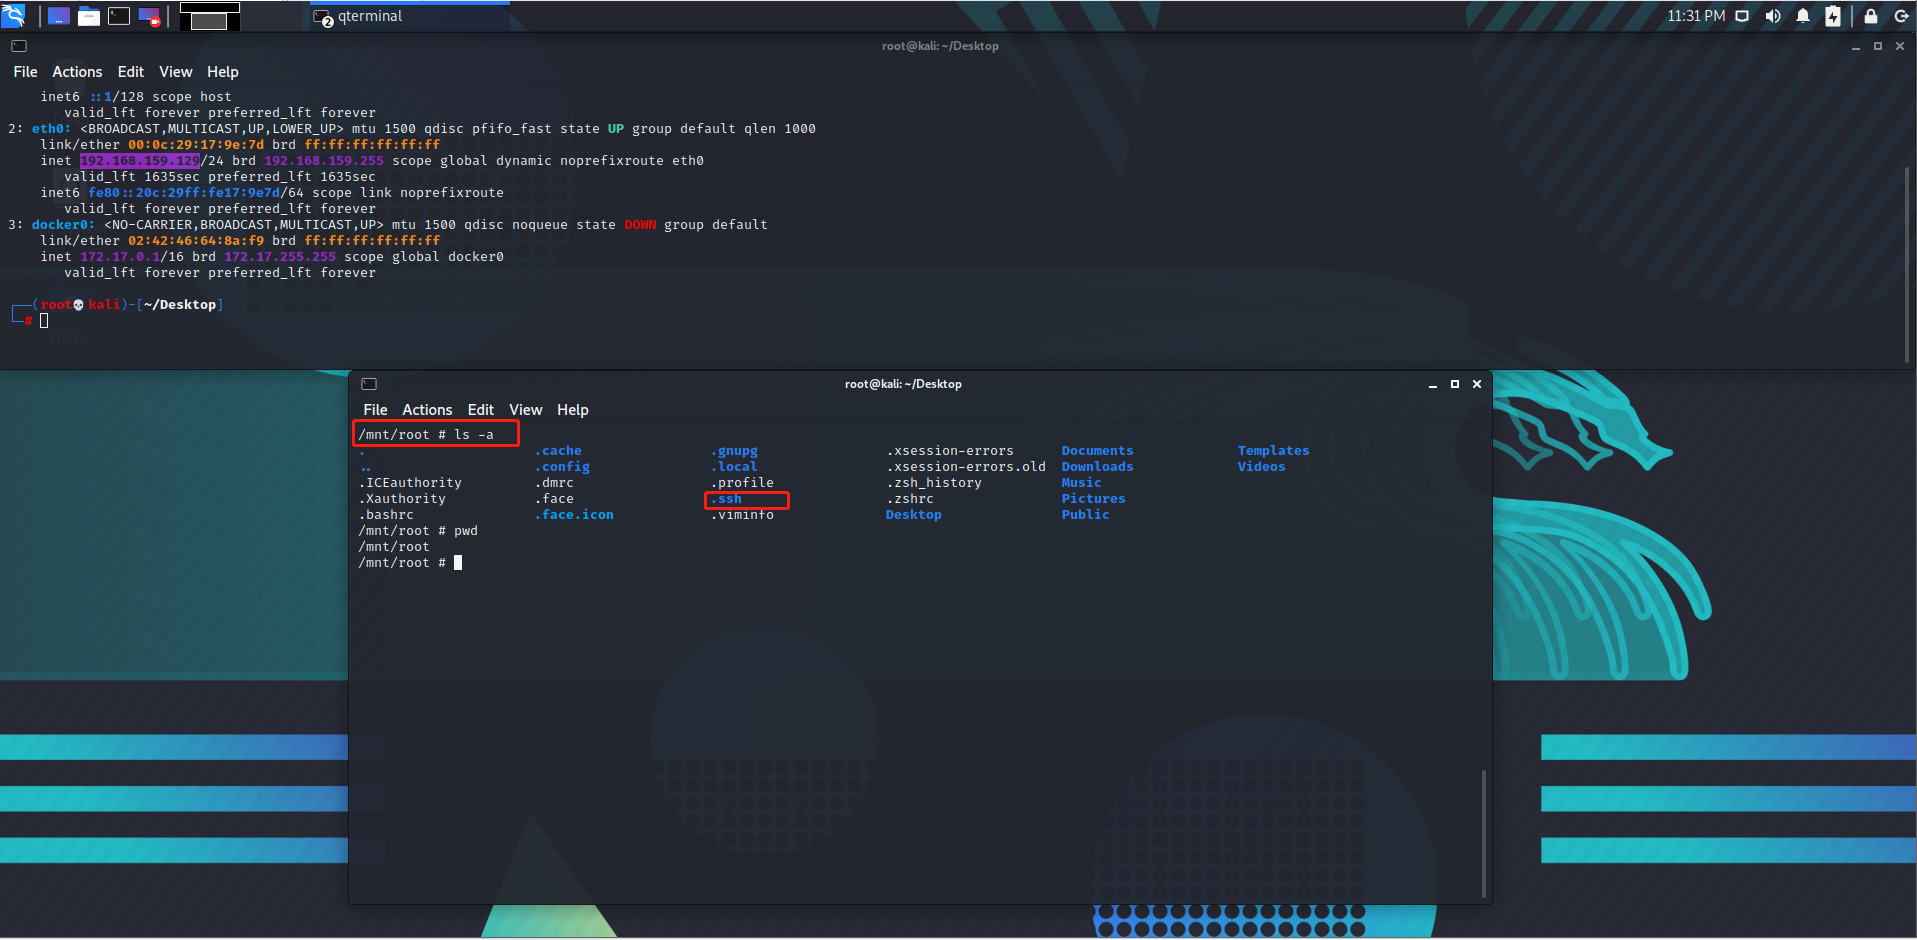 qterminal
2
11:31 PM
root@kali: ~/Desktop
File Actions Edit View Help
inet6 ::1/128 scope host
valid_lft forever preferred_lft forever
2: eth0: <BROADCAST,MULTICAST,UP,LOWER_UP> mtu 1500 qdisc pfifo_fast state UP group default qlen 1000
link/ether 00:0c:29:17:9e:7d brd ff:ff:ff:ff:ff:ff
inet 192.168.159.129/24 brd 192.168.159.255 scope global dynamic noprefixroute eth0
valid_lft 1635sec preferred_lft 1635sec
inet6 fe80::20c:29ff:fe17:9e7d/64 scope link noprefixroute
valid_lft forever preferred_lft forever
3: docker0: <NO-CARRIER,BROADCAST,MULTICAST,UP> mtu 1500 qdisc noqueue state DOWN group default
link/ether 02:42:46:64:8a:f9 brd ff:ff:ff:ff:ff:ff
inet 172.17.0.1/16 brd 172.17.255.255 scope global docker0
valid_lft forever preferred_lft forever
┌──(root💀kali)-[~/Desktop]
└─#
Home
root@kali: ~/Desktop
File Actions Edit View Help
/mnt/root # ls -a
. .cache .gnupg .xsession-errors Documents Templates
.. .config .local .xsession-errors.old Downloads Videos
.ICEauthority .dmrc .profile .zsh_history Music
.Xauthority .face .ssh .zshrc Pictures
.bashrc .face.icon .viminfo Desktop Public
/mnt/root # pwd
/mnt/root
/mnt/root #